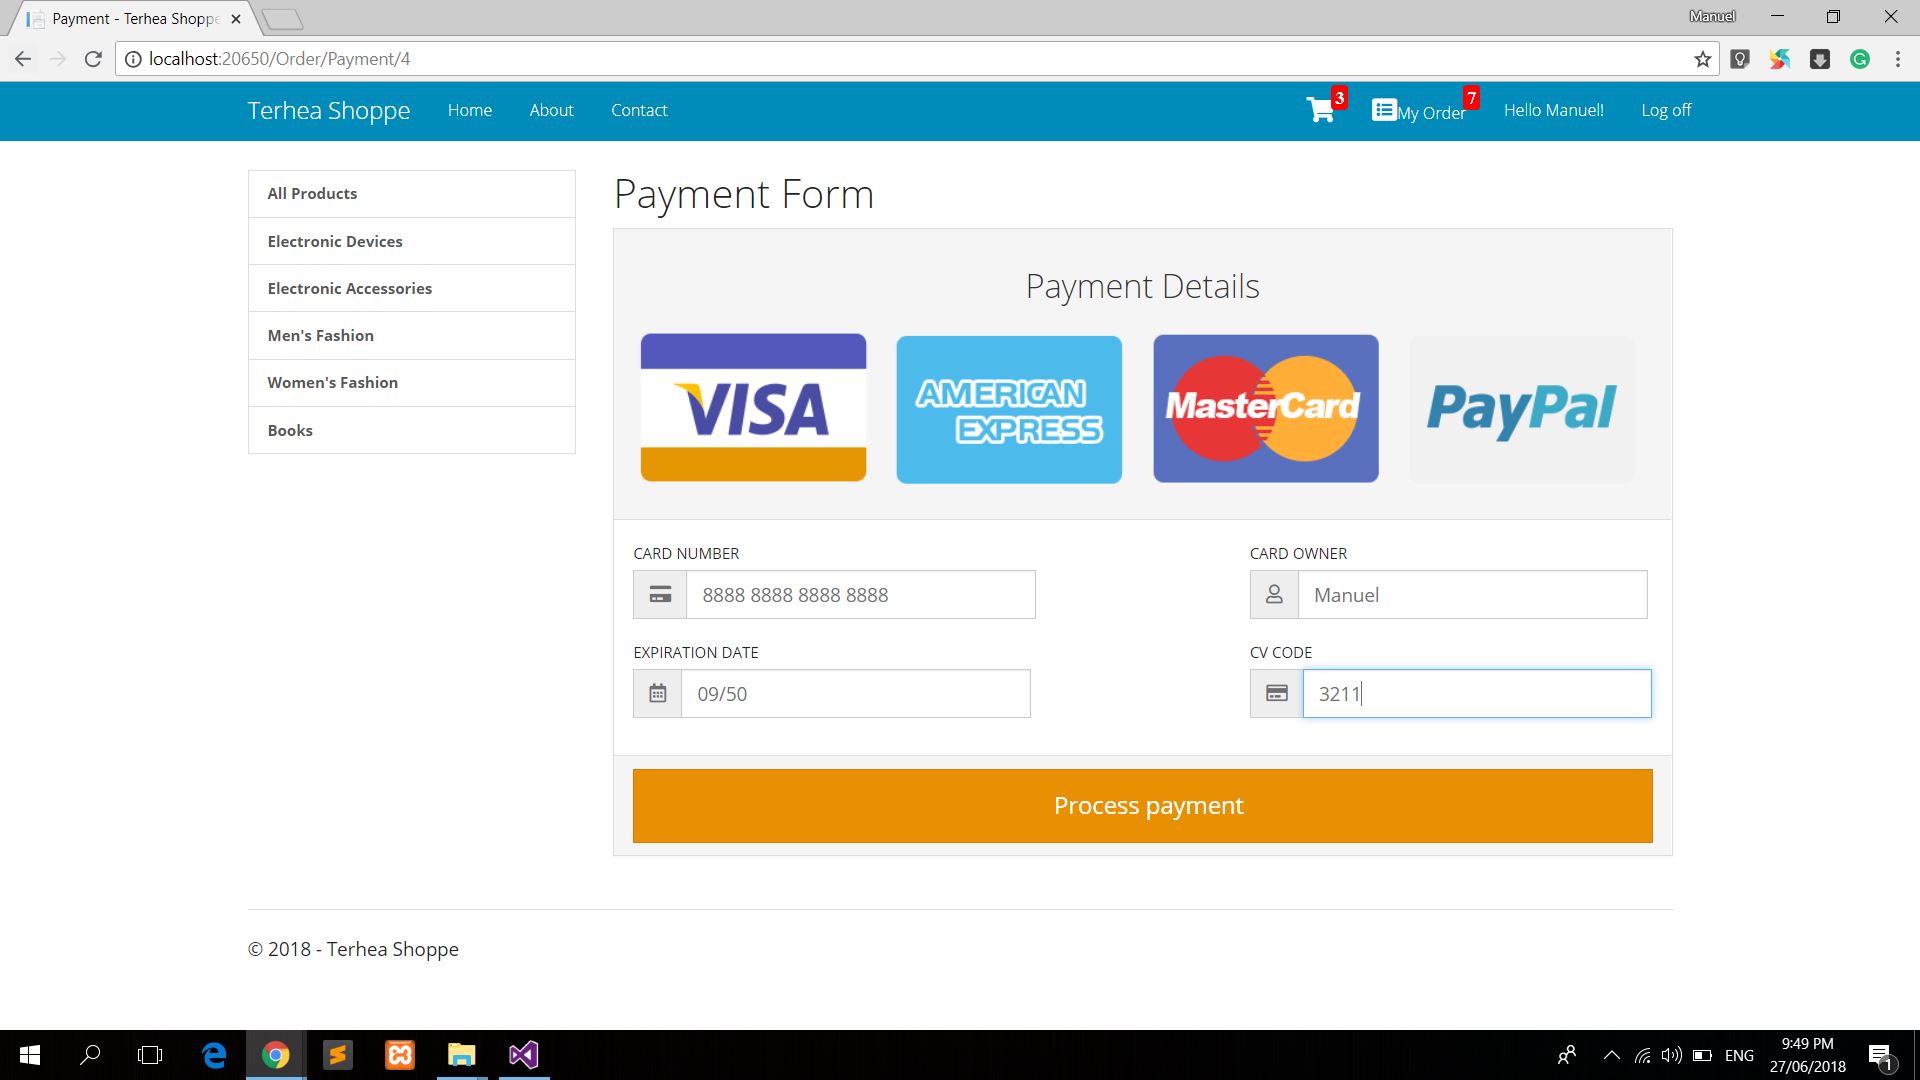 Payment - Terhea Shoppe
Manuel
localhost:20650/Order/Payment/4
Terhea Shoppe Home About Contact 3 My Order 7 Hello Manuel! Log off
All Products
Electronic Devices
Electronic Accessories
Men's Fashion
Women's Fashion
Books
Payment Form
Payment Details
VISA
AMERICAN
EXPRESS
MasterCard
PayPal
CARD NUMBER CARD OWNER
8888 8888 8888 8888 Manuel
EXPIRATION DATE CV CODE
09/50 3211
Process payment
© 2018 - Terhea Shoppe
ENG
9:49 PM
27/06/2018
1